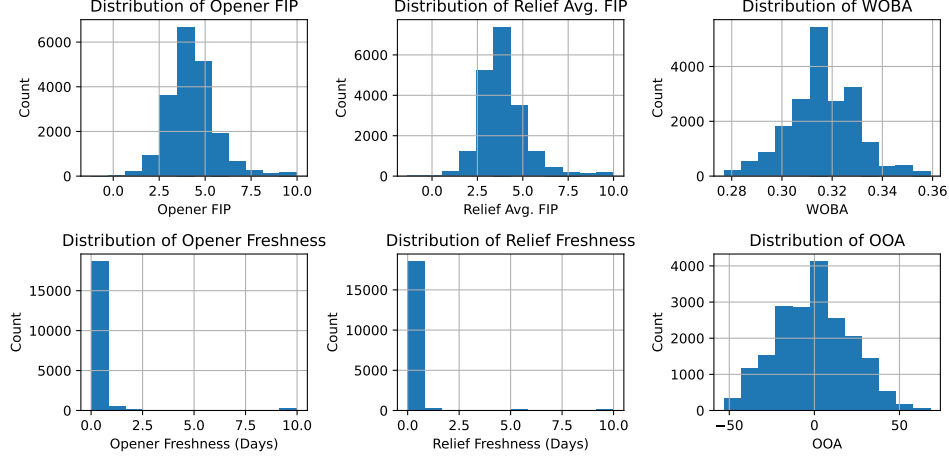 Distribution of Opener FIP
6000
4000
2000
0
Count
0.0 2.5 5.0 7.5 10.0
Opener FIP
Distribution of Relief Avg. FIP
6000
4000
2000
0
Count
0.0 2.5 5.0 7.5 10.0
Relief Avg. FIP
Distribution of WOBA
4000
2000
0
Count
0.28 0.30 0.32 0.34 0.36
WOBA
Distribution of Opener Freshness
15000
10000
5000
0
Count
0.0 2.5 5.0 7.5 10.0
Opener Freshness (Days)
Distribution of Relief Freshness
15000
10000
5000
0
Count
0.0 2.5 5.0 7.5 10.0
Relief Freshness (Days)
Distribution of OOA
4000
3000
2000
1000
0
Count
−50 0 50
OOA